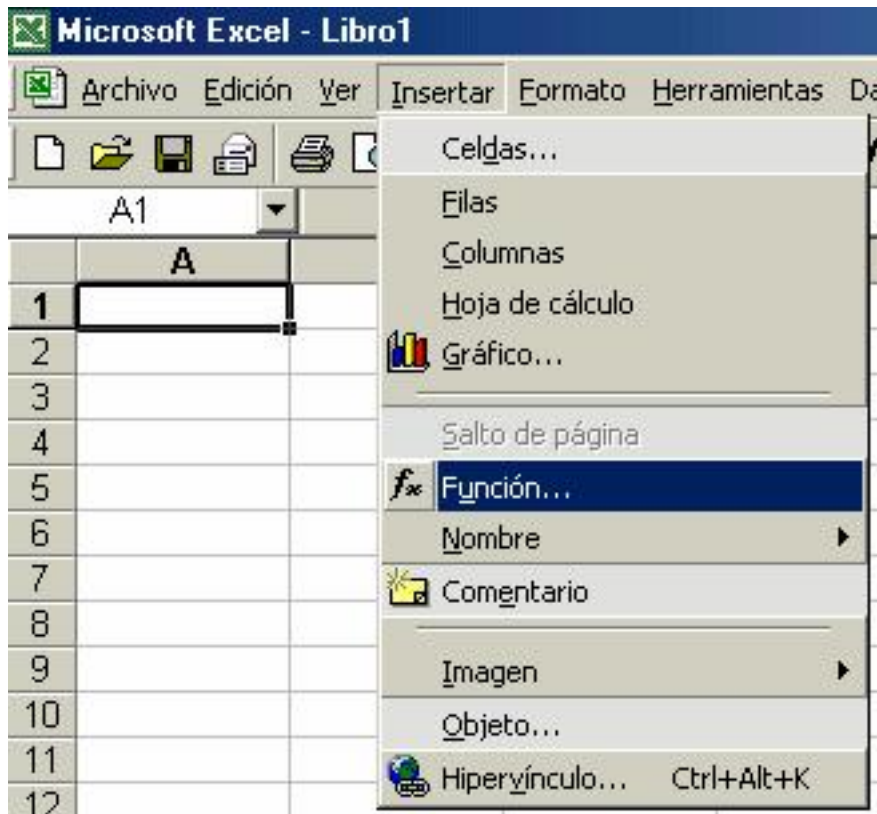 Microsoft Excel - Libro1
Archivo Edición Ver Insertar Formato Herramientas Da
Celdas...
A1
Filas
A
Columnas
1
Hoja de cálculo
2
Gráfico...
3
4
Salto de página
5
Función...
6
Nombre
7
Comentario
8
9
Imagen
10
Objeto...
11
Hipervínculo... Ctrl+Alt+K
12